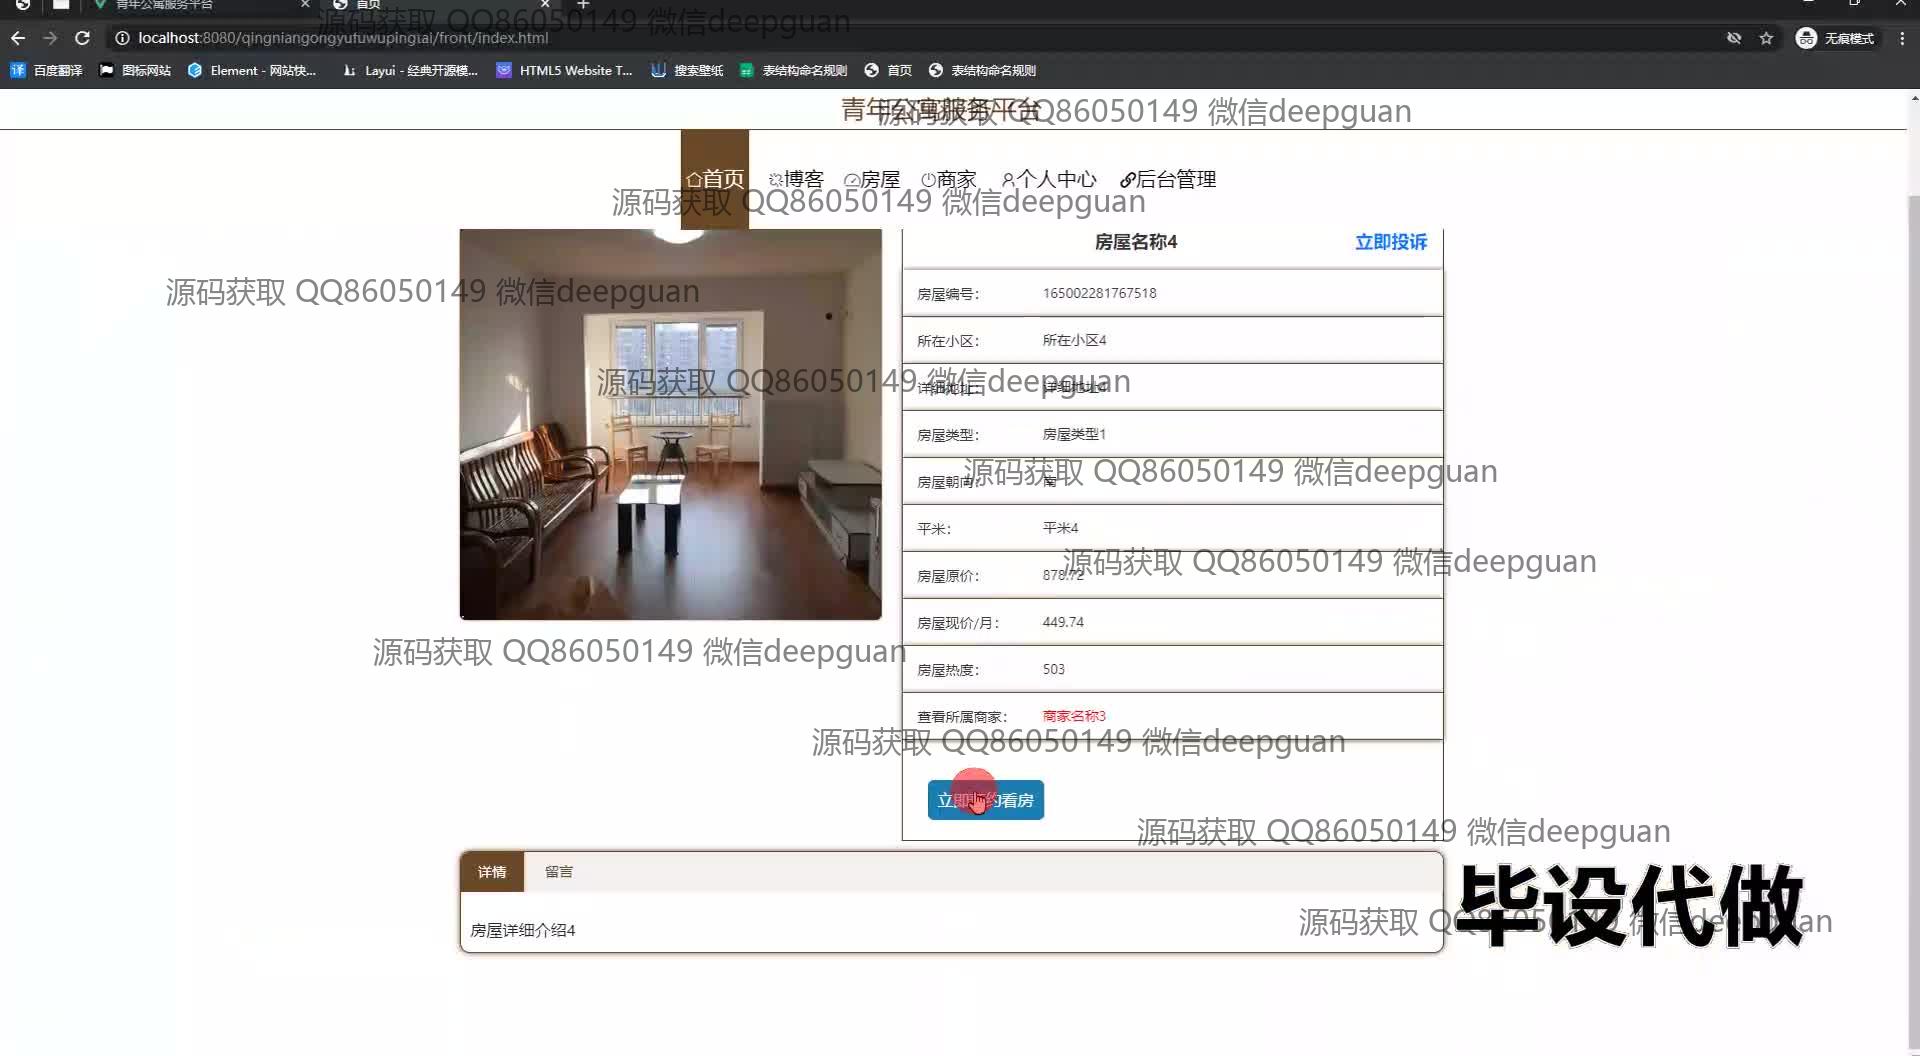 青年公寓服务平台
首页
源码获取 QQ86050149 微信deepguan
localhost:8080/qingniangongyufuwupingtai/front/index.html
无痕模式
百度翻译
图标网站
Element - 网站快...
Layui - 经典开源模...
HTML5 Website T...
搜索壁纸
表结构命名规则
首页
表结构命名规则
青年公寓服务平台
源码获取 QQ86050149 微信deepguan
首页
博客
房屋
商家
个人中心
后台管理
源码获取 QQ86050149 微信deepguan
房屋名称4
立即投诉
源码获取 QQ86050149 微信deepguan
房屋编号： 165002281767518
所在小区： 所在小区4
源码获取 QQ86050149 微信deepguan
详细地址： 详细地址4
房屋类型： 房屋类型1
源码获取 QQ86050149 微信deepguan
房屋朝向： 南
平米： 平米4
源码获取 QQ86050149 微信deepguan
房屋原价： 878.72
房屋现价/月： 449.74
源码获取 QQ86050149 微信deepguan
房屋热度： 503
查看所属商家： 商家名称3
源码获取 QQ86050149 微信deepguan
立即预约看房
源码获取 QQ86050149 微信deepguan
详情
留言
毕设代做
源码获取 QQ86050149 微信deepguan
房屋详细介绍4